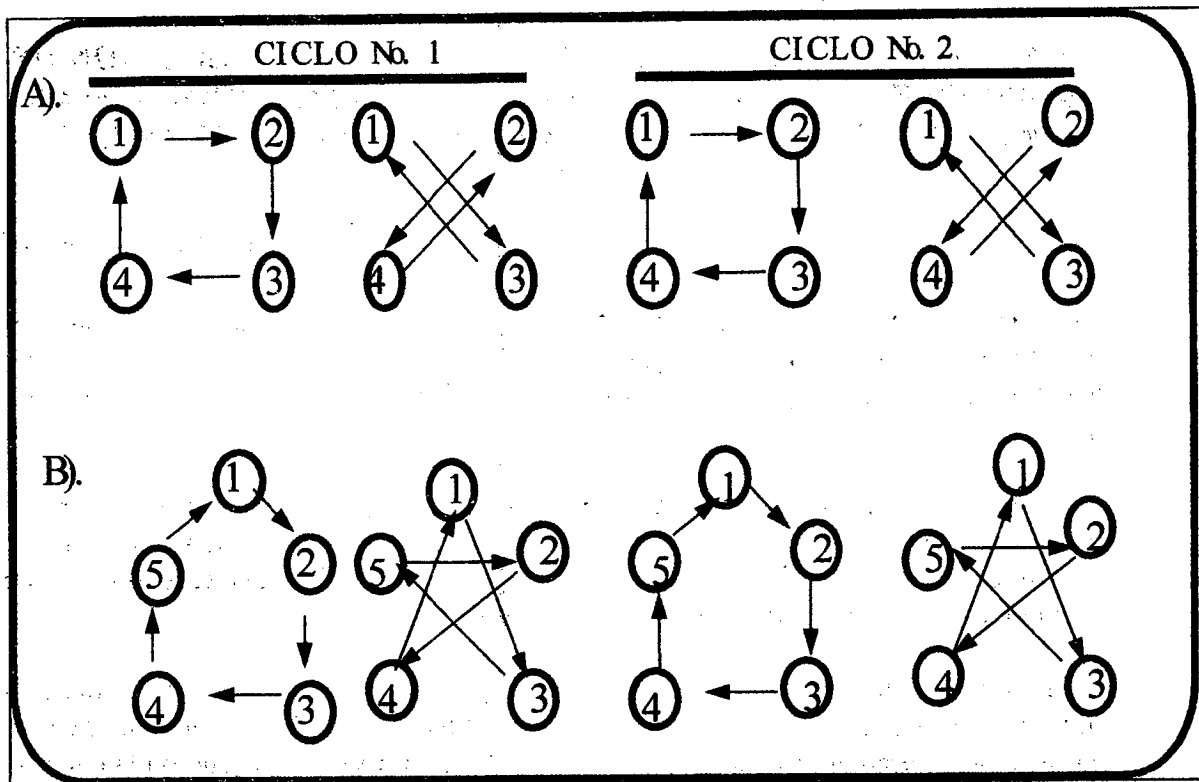 CICLO No. 1 CICLO No. 2
A).
1 2 1 2 1 2 1 2
4 3 4 3 4 3 4 3
B).
1 1 1 1
5 2 5 2 5 2 5 2
4 3 4 3 4 3 4 3